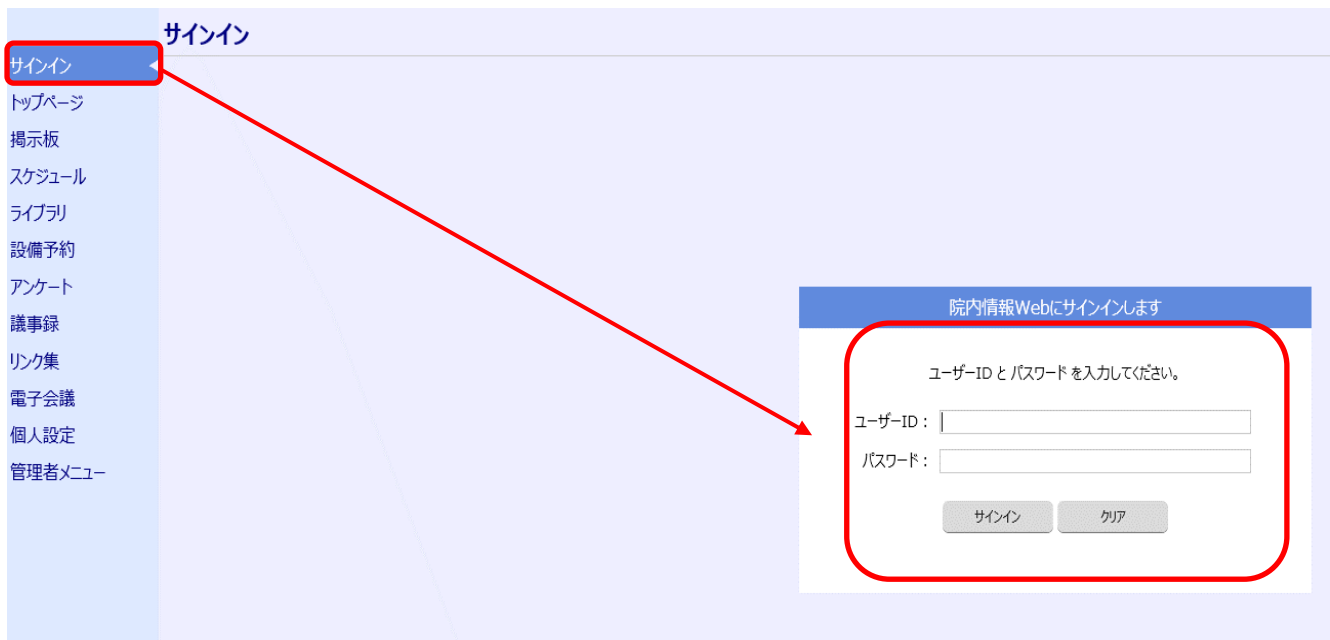 サインイン
サインイン
トップページ
掲示板
スケジュール
ライブラリ
設備予約
アンケート
議事録
リンク集
電子会議
個人設定
管理者メニュー
院内情報Webにサインインします
ユーザーID と パスワード を入力してください。
ユーザーID：
パスワード：
サインイン クリア